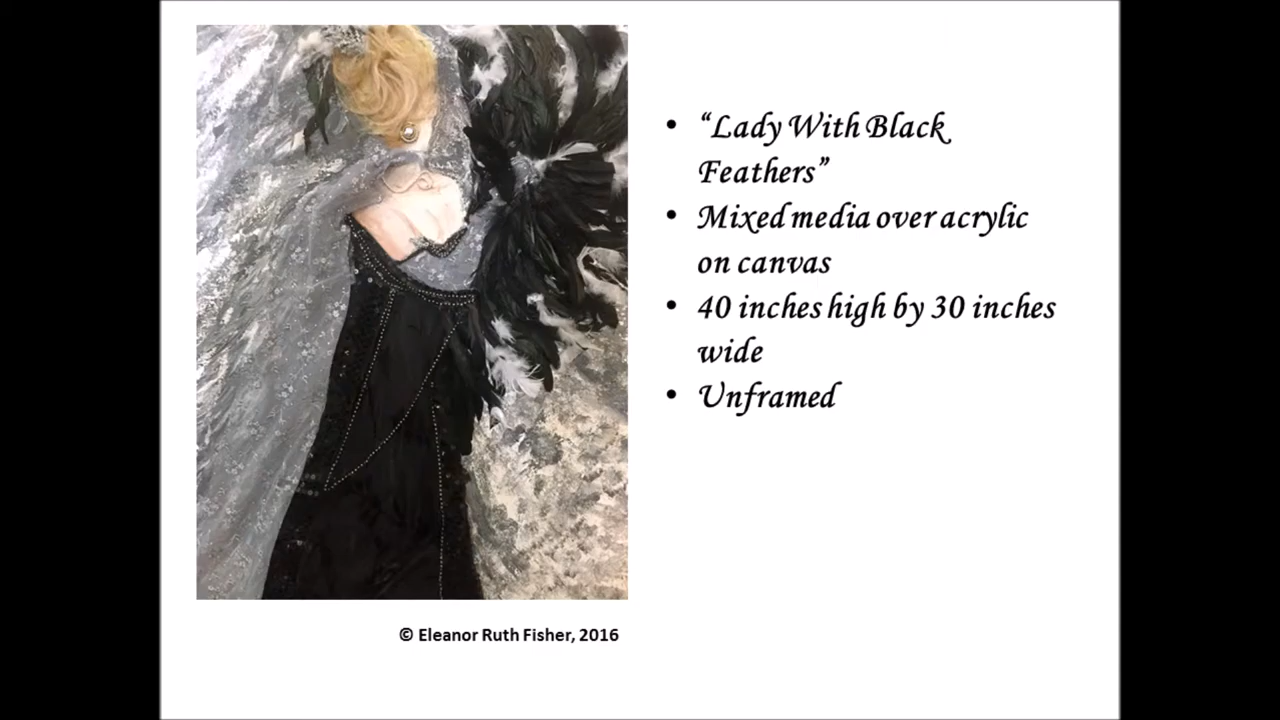 • “Lady With Black
Feathers”
• Mixed media over acrylic
on canvas
• 40 inches high by 30 inches
wide
• Unframed
© Eleanor Ruth Fisher, 2016